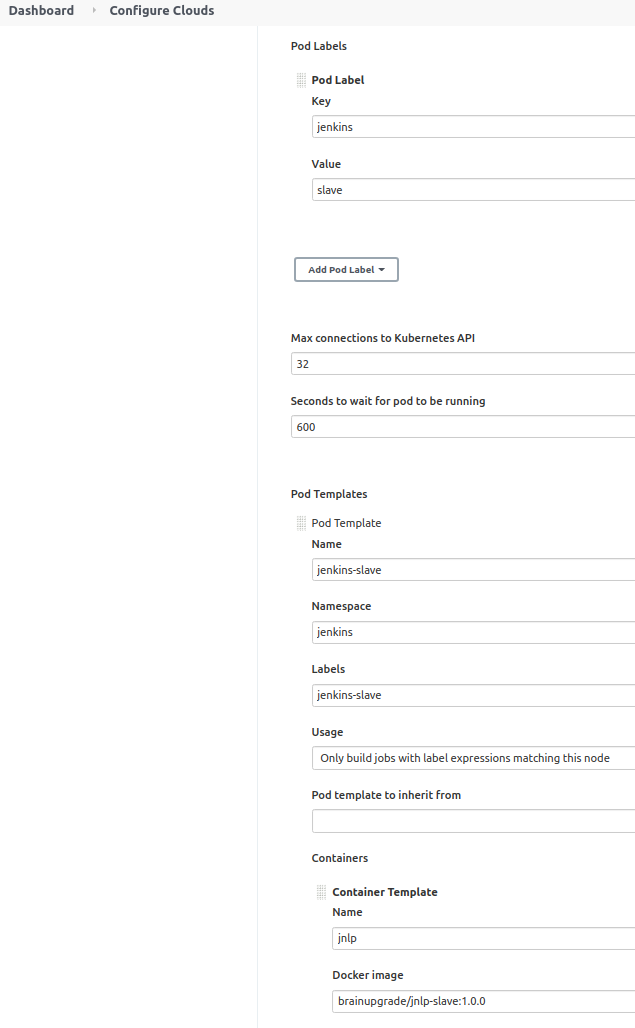 Dashboard › Configure Clouds
Pod Labels
Pod Label
Key
jenkins
Value
slave
Add Pod Label
Max connections to Kubernetes API
32
Seconds to wait for pod to be running
600
Pod Templates
Pod Template
Name
jenkins-slave
Namespace
jenkins
Labels
jenkins-slave
Usage
Only build jobs with label expressions matching this node
Pod template to inherit from
Containers
Container Template
Name
jnlp
Docker image
brainupgrade/jnlp-slave:1.0.0